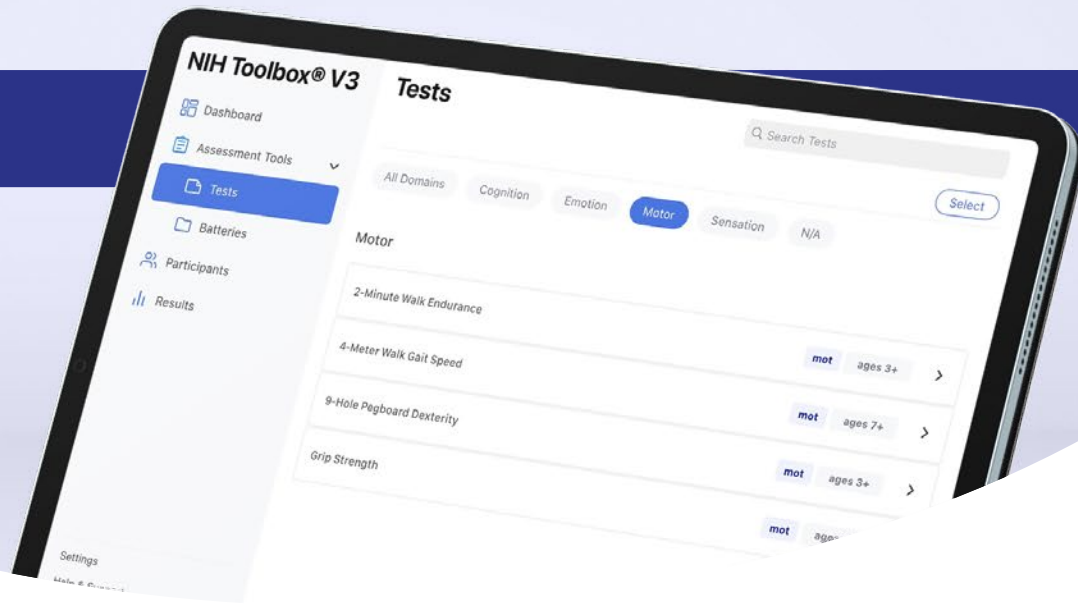 NIH Toolbox® V3
Dashboard
Assessment Tools
Tests
Batteries
Participants
Results
Settings
Tests
Search Tests
Select
All Domains
Cognition
Emotion
Motor
Sensation
N/A
Motor
2-Minute Walk Endurance
mot ages 3+
4-Meter Walk Gait Speed
mot ages 7+
9-Hole Pegboard Dexterity
mot ages 3+
Grip Strength
mot